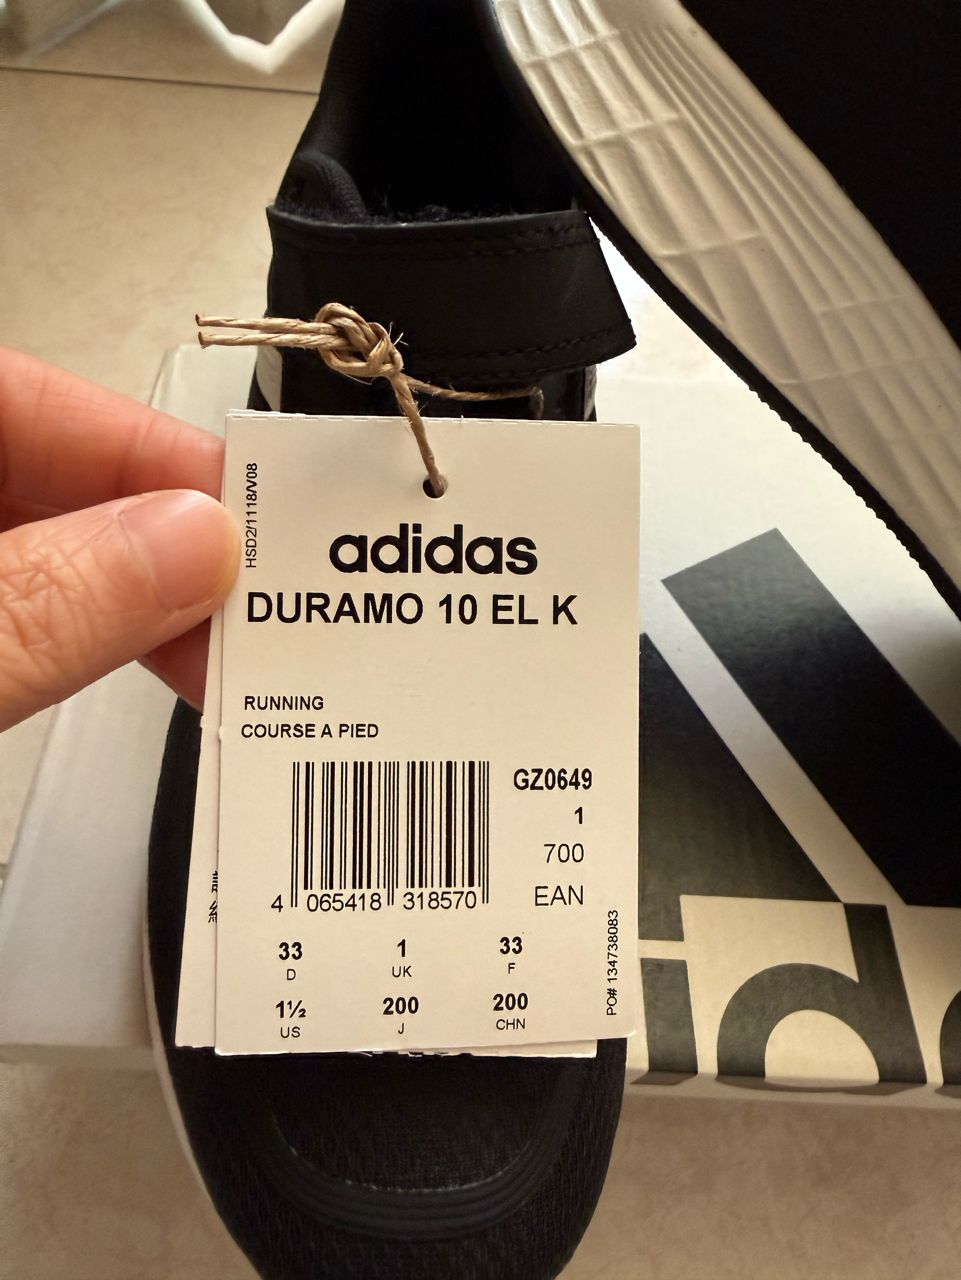 HSD2/1118/V08
adidas
DURAMO 10 EL K
RUNNING
COURSE A PIED
GZ0649
1
700
EAN
4 065418 318570
33 1 33
D UK F
1½ 200 200
US J CHN
PO# 134738083